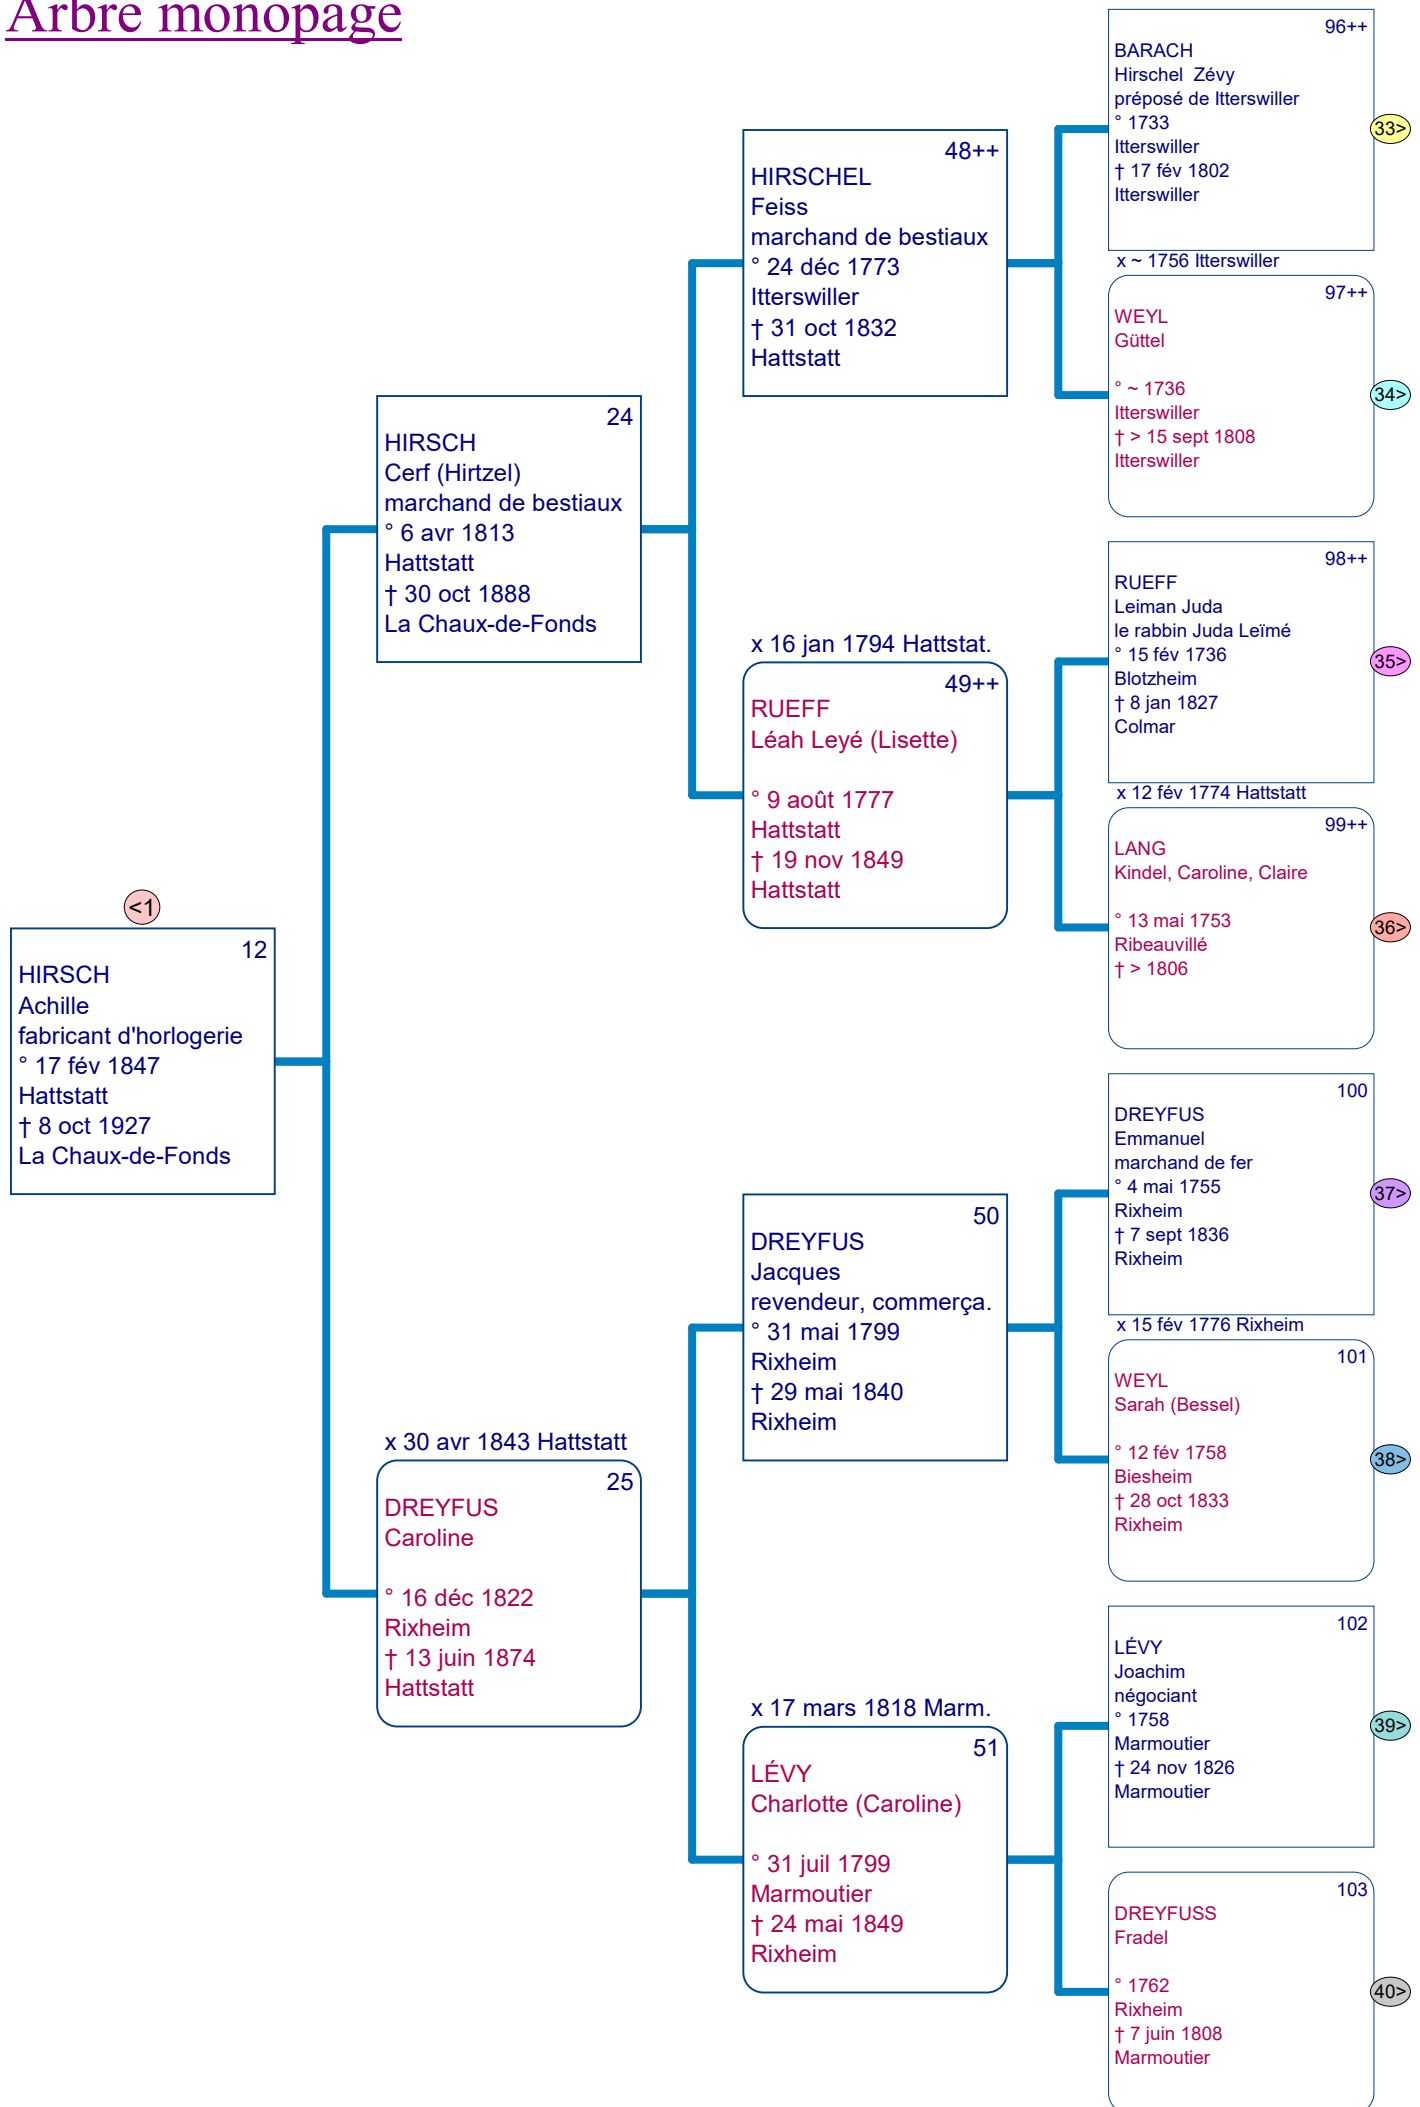 Arbre monopage
<1
12
HIRSCH
Achille
fabricant d'horlogerie
° 17 fév 1847
Hattstatt
† 8 oct 1927
La Chaux-de-Fonds
24
HIRSCH
Cerf (Hirtzel)
marchand de bestiaux
° 6 avr 1813
Hattstatt
† 30 oct 1888
La Chaux-de-Fonds
x 30 avr 1843 Hattstatt
25
DREYFUS
Caroline
° 16 déc 1822
Rixheim
† 13 juin 1874
Hattstatt
48++
HIRSCHEL
Feiss
marchand de bestiaux
° 24 déc 1773
Itterswiller
† 31 oct 1832
Hattstatt
x 16 jan 1794 Hattstat.
49++
RUEFF
Léah Leyé (Lisette)
° 9 août 1777
Hattstatt
† 19 nov 1849
Hattstatt
50
DREYFUS
Jacques
revendeur, commerça.
° 31 mai 1799
Rixheim
† 29 mai 1840
Rixheim
x 17 mars 1818 Marm.
51
LÉVY
Charlotte (Caroline)
° 31 juil 1799
Marmoutier
† 24 mai 1849
Rixheim
96++
BARACH
Hirschel  Zévy
préposé de Itterswiller
° 1733
Itterswiller
† 17 fév 1802
Itterswiller
33>
x ~ 1756 Itterswiller
97++
WEYL
Güttel
° ~ 1736
Itterswiller
† > 15 sept 1808
Itterswiller
34>
98++
RUEFF
Leiman Juda
le rabbin Juda Leïmé
° 15 fév 1736
Blotzheim
† 8 jan 1827
Colmar
35>
x 12 fév 1774 Hattstatt
99++
LANG
Kindel, Caroline, Claire
° 13 mai 1753
Ribeauvillé
† > 1806
36>
100
DREYFUS
Emmanuel
marchand de fer
° 4 mai 1755
Rixheim
† 7 sept 1836
Rixheim
37>
x 15 fév 1776 Rixheim
101
WEYL
Sarah (Bessel)
° 12 fév 1758
Biesheim
† 28 oct 1833
Rixheim
38>
102
LÉVY
Joachim
négociant
° 1758
Marmoutier
† 24 nov 1826
Marmoutier
39>
103
DREYFUSS
Fradel
° 1762
Rixheim
† 7 juin 1808
Marmoutier
40>